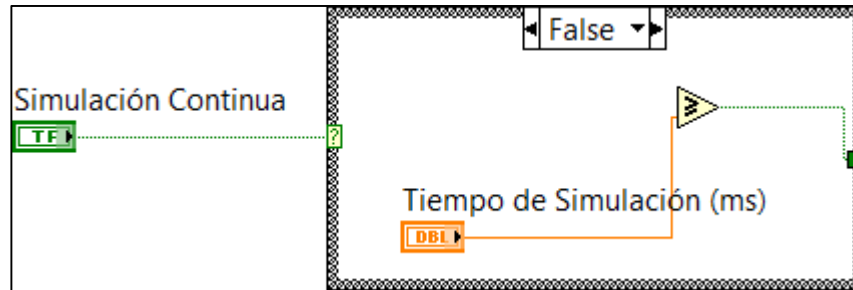 False
Simulación Continua
TF
?
≥
Tiempo de Simulación (ms)
DBL